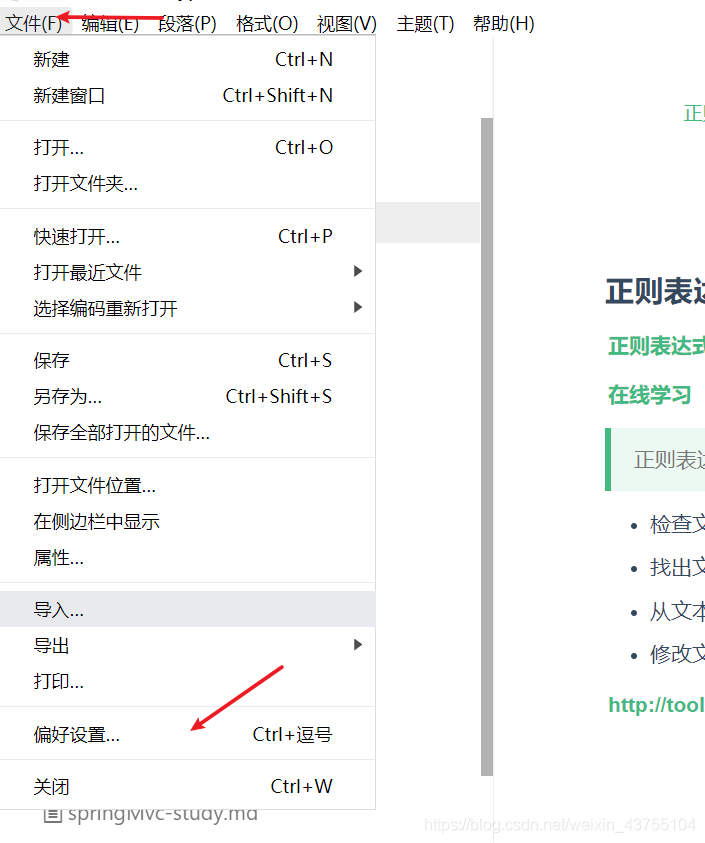 文件(F) 编辑(E) 段落(P) 格式(O) 视图(V) 主题(T) 帮助(H)
新建 Ctrl+N
新建窗口 Ctrl+Shift+N
打开... Ctrl+O
打开文件夹...
快速打开... Ctrl+P
打开最近文件
选择编码重新打开
保存 Ctrl+S
另存为... Ctrl+Shift+S
保存全部打开的文件...
打开文件位置...
在侧边栏中显示
属性...
导入...
导出
打印...
偏好设置... Ctrl+逗号
关闭 Ctrl+W
springMvc-study.md
正则
正则表达
正则表达式
在线学习
正则表达
检查文
找出文
从文本
修改文
http://tool
https://blog.csdn.net/weixin_43755104